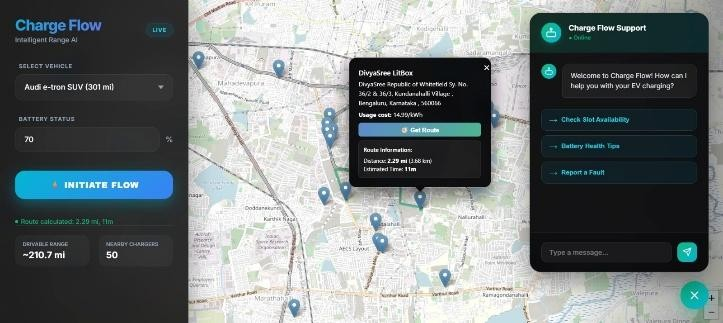 Charge Flow
Intelligent Range AI
LIVE
SELECT VEHICLE
Audi e-tron SUV (301 mi)
BATTERY STATUS
70
%
INITIATE FLOW
Route calculated: 2.29 mi, 11m
DRIVABLE RANGE
~210.7 mi
NEARBY CHARGERS
50
Mahadevapura
Doddanakundi
Karthik Nagar
AECS Layout
Marathahalli
Nallurahalli
Ramagondanahalli
DivyaSree LitBox
DivyaSree Republic of Whitefield Sy. No.
36/2 & 36/3, Kundanahalli Village ,
Bengaluru, Karnataka , 560066
Usage cost: 14.99/kWh
Get Route
Route Information:
Distance: 2.29 mi (3.68 km)
Estimated Time: 11m
Charge Flow Support
Online
Welcome to Charge Flow! How can I
help you with your EV charging?
→ Check Slot Availability
→ Battery Health Tips
→ Report a Fault
Type a message...